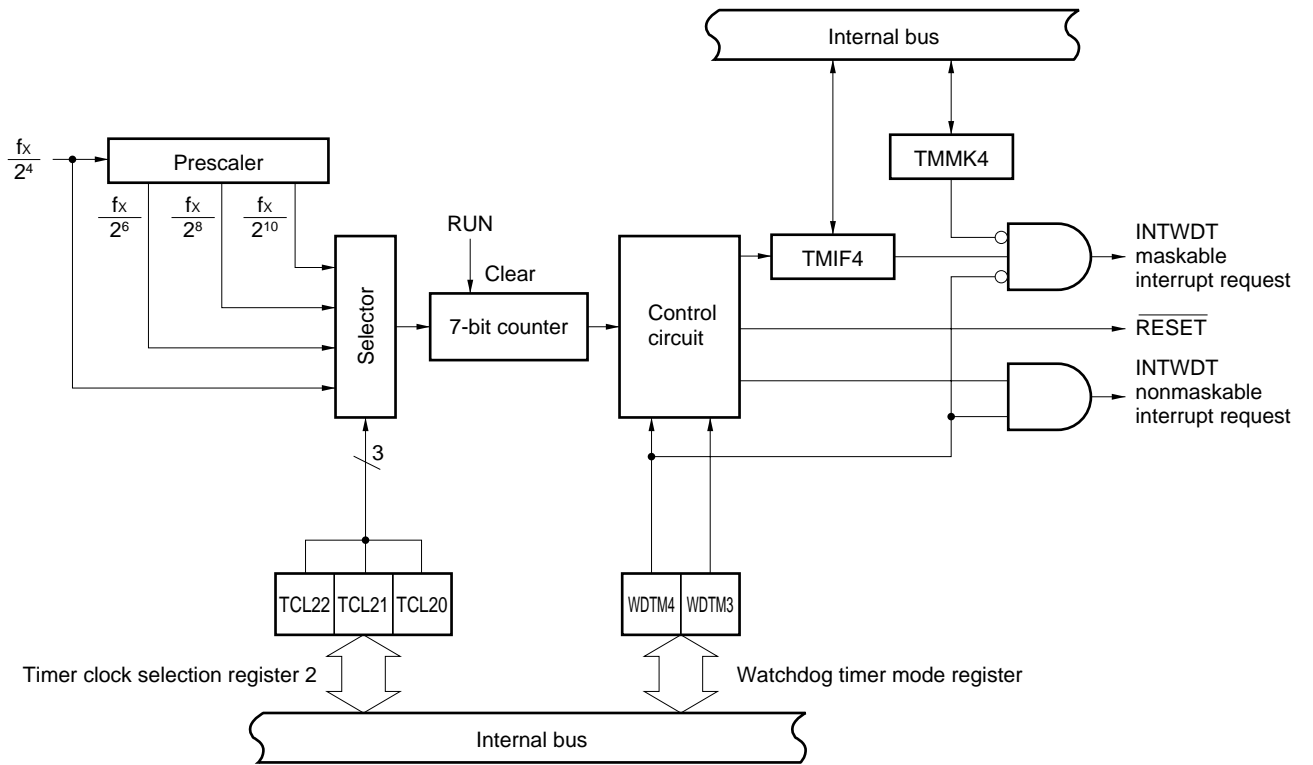 Internal bus
fX
2⁴
Prescaler
TMMK4
fX
2⁶
fX
2⁸
fX
2¹⁰
RUN
Clear
Selector
7-bit counter
Control
circuit
TMIF4
INTWDT
maskable
interrupt request
RESET
INTWDT
nonmaskable
interrupt request
3
TCL22 TCL21 TCL20
WDTM4 WDTM3
Timer clock selection register 2
Watchdog timer mode register
Internal bus